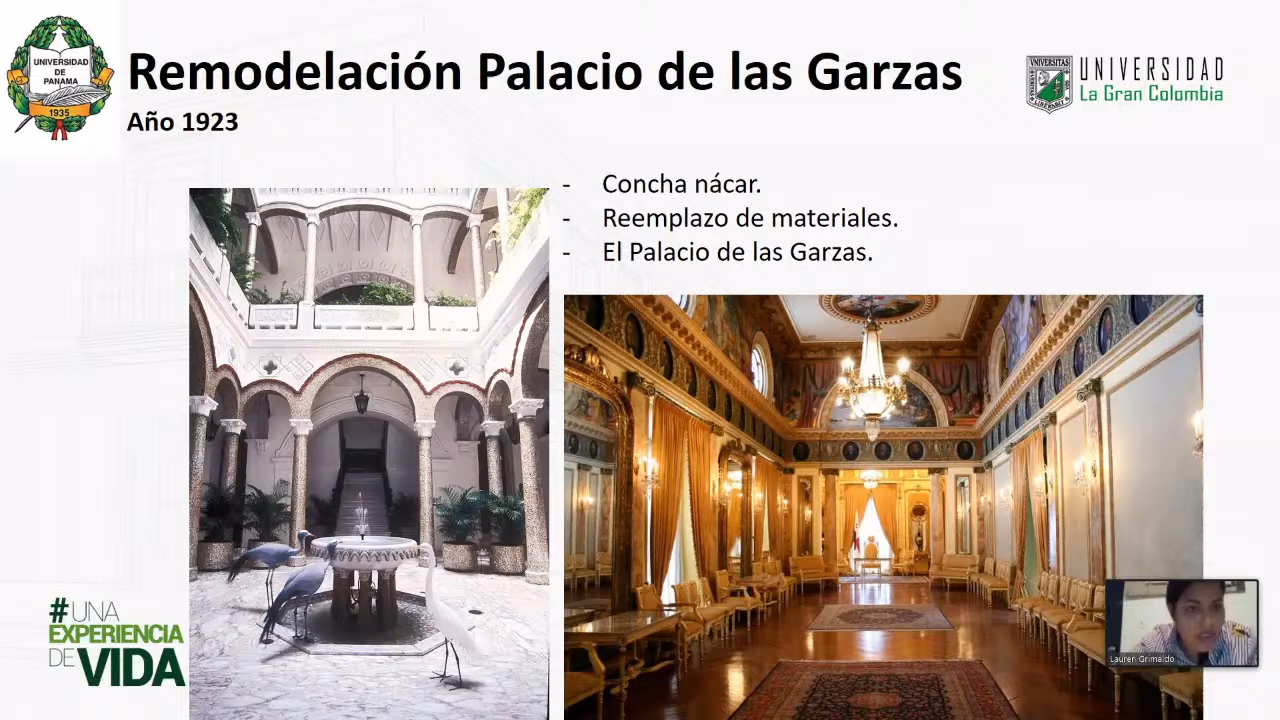 UNIVERSIDAD
DE
PANAMA
1935
Remodelación Palacio de las Garzas
Año 1923
UNIVERSITAS
UNIVERSIDAD
La Gran Colombia
- Concha nácar.
- Reemplazo de materiales.
- El Palacio de las Garzas.
#UNA
EXPERIENCIA
DE VIDA
Lauren Grimaldo